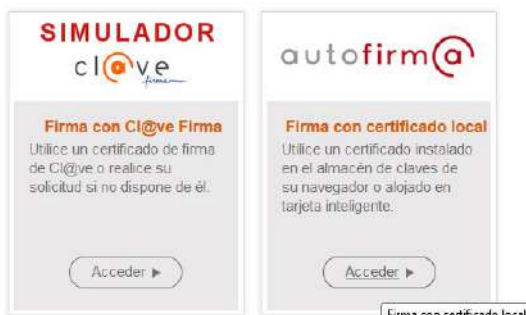 SIMULADOR
cl@ve
firma
Firma con Cl@ve Firma
Utilice un certificado de firma
de Cl@ve o realice su
solicitud si no dispone de él.
Acceder
autofirm@
Firma con certificado local
Utilice un certificado instalado
en el almacén de claves de
su navegador o alojado en
tarjeta inteligente.
Acceder
Firma con certificado local